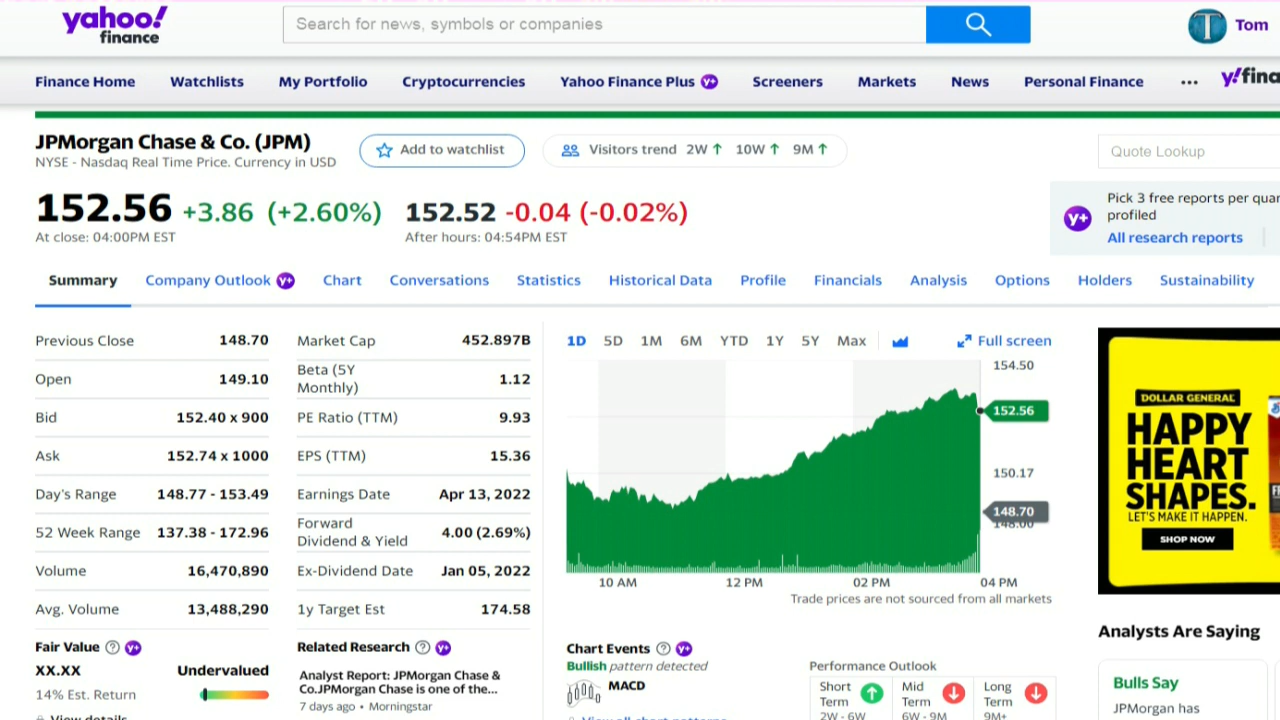 yahoo!
finance
Search for news, symbols or companies
Tom
Finance Home Watchlists My Portfolio Cryptocurrencies Yahoo Finance Plus Y+ Screeners Markets News Personal Finance ... y!fina
JPMorgan Chase & Co. (JPM)
NYSE - Nasdaq Real Time Price. Currency in USD
Add to watchlist
Visitors trend 2W ↑ 10W ↑ 9M ↑
Quote Lookup
152.56 +3.86 (+2.60%)
At close: 04:00PM EST
152.52 -0.04 (-0.02%)
After hours: 04:54PM EST
y+
Pick 3 free reports per quar
profiled
All research reports
Summary Company Outlook y+ Chart Conversations Statistics Historical Data Profile Financials Analysis Options Holders Sustainability
Previous Close 148.70
Open 149.10
Bid 152.40 x 900
Ask 152.74 x 1000
Day's Range 148.77 - 153.49
52 Week Range 137.38 - 172.96
Volume 16,470,890
Avg. Volume 13,488,290
Fair Value ? y+
XX.XX Undervalued
14% Est. Return
View details
Market Cap 452.897B
Beta (5Y
Monthly) 1.12
PE Ratio (TTM) 9.93
EPS (TTM) 15.36
Earnings Date Apr 13, 2022
Forward
Dividend & Yield 4.00 (2.69%)
Ex-Dividend Date Jan 05, 2022
1y Target Est 174.58
Related Research ? y+
Analyst Report: JPMorgan Chase &
Co.JPMorgan Chase is one of the...
7 days ago • Morningstar
1D 5D 1M 6M YTD 1Y 5Y Max Full screen
154.50
152.56
150.17
148.70
148.00
10 AM 12 PM 02 PM 04 PM
Trade prices are not sourced from all markets
Chart Events ? y+
Bullish pattern detected
MACD
View all chart patterns
Performance Outlook
Short
Term
2W - 6W
Mid
Term
6W - 9M
Long
Term
9M+
DOLLAR GENERAL
HAPPY
HEART
SHAPES.
LET'S MAKE IT HAPPEN.
SHOP NOW
Analysts Are Saying
Bulls Say
JPMorgan has